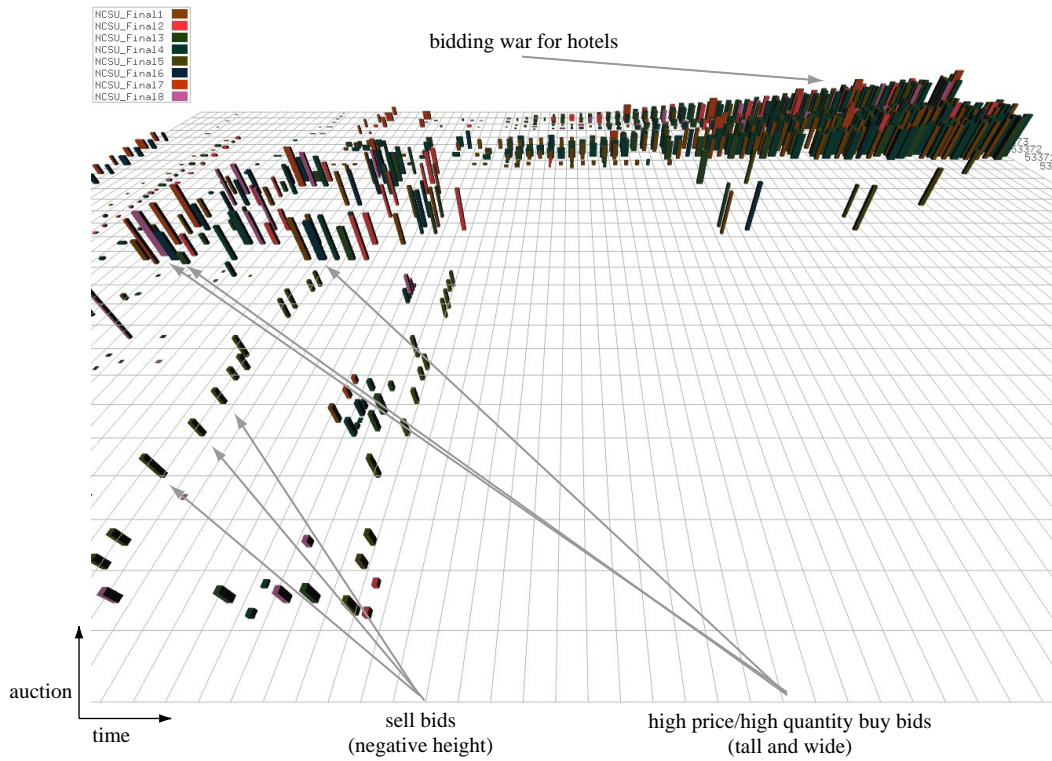 NCSU_Final1
NCSU_Final2
NCSU_Final3
NCSU_Final4
NCSU_Final5
NCSU_Final6
NCSU_Final7
NCSU_Final8
bidding war for hotels
53372
auction
time
sell bids
(negative height)
high price/high quantity buy bids
(tall and wide)